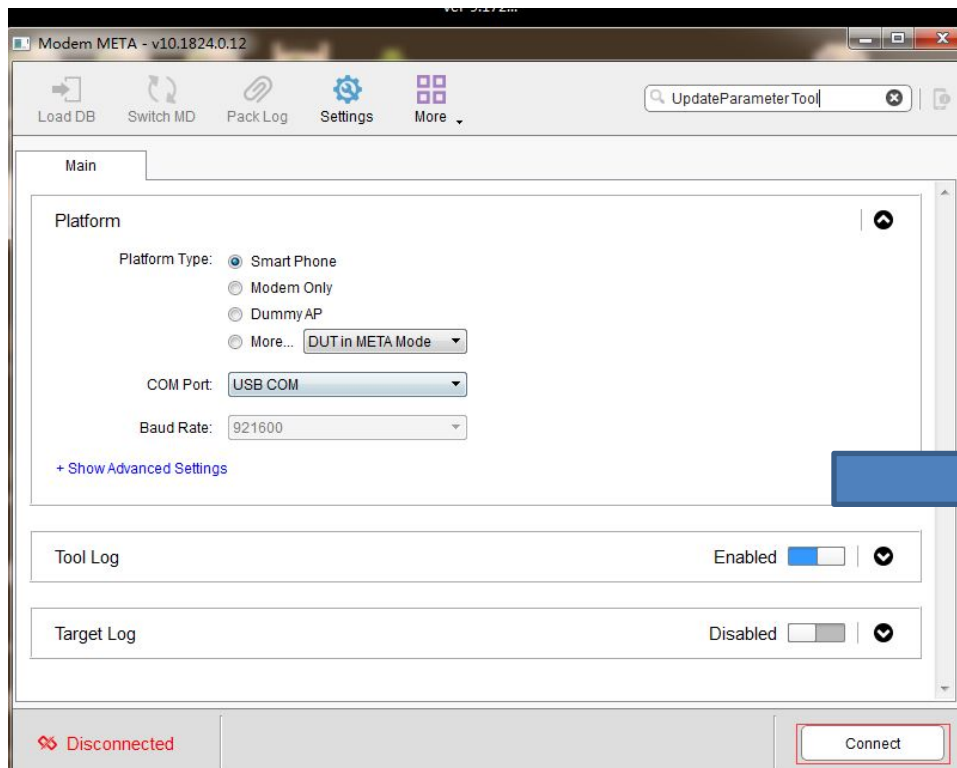 Modem META - v10.1824.0.12
Load DB Switch MD Pack Log Settings More UpdateParameterTool
Main
Platform
Platform Type: Smart Phone
Modem Only
Dummy AP
More... DUT in META Mode
COM Port: USB COM
Baud Rate: 921600
+ Show Advanced Settings
Tool Log Enabled
Target Log Disabled
Disconnected Connect